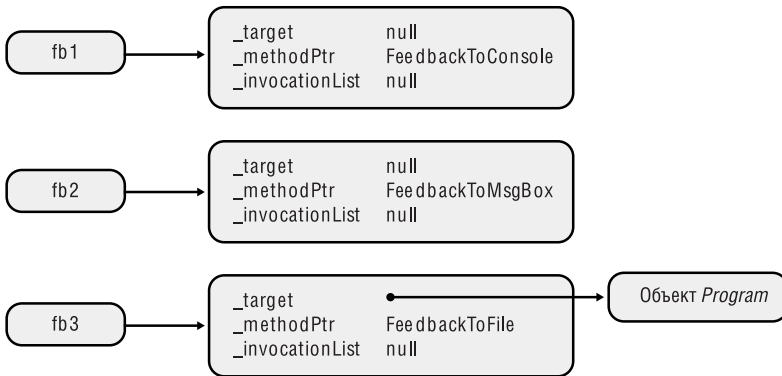 fb1
_target null
_methodPtr FeedbackToConsole
_invocationList null
fb2
_target null
_methodPtr FeedbackToMsgBox
_invocationList null
fb3
_target
_methodPtr FeedbackToFile
_invocationList null
Объект Program